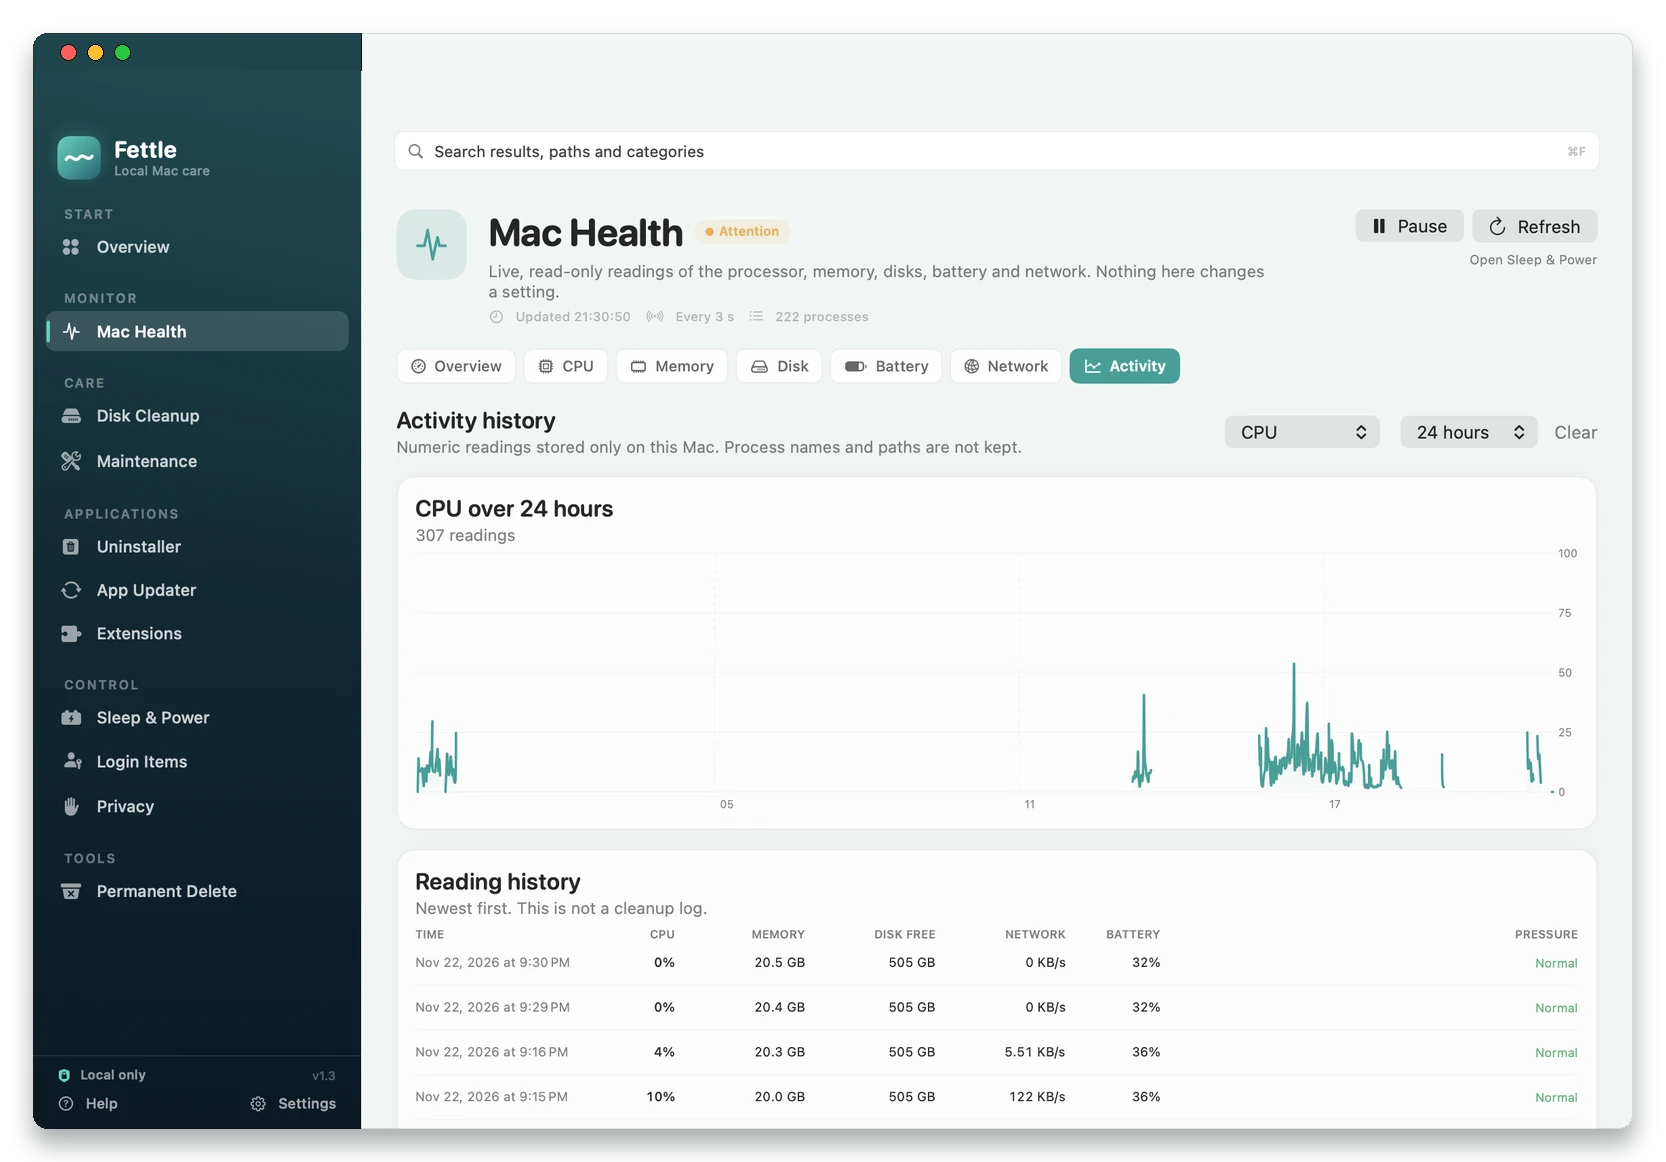 Fettle
Local Mac care
START
Overview
MONITOR
Mac Health
CARE
Disk Cleanup
Maintenance
APPLICATIONS
Uninstaller
App Updater
Extensions
CONTROL
Sleep & Power
Login Items
Privacy
TOOLS
Permanent Delete
Local only
v1.3
Help
Settings
Search results, paths and categories
⌘F
Mac Health
Attention
Pause
Refresh
Live, read-only readings of the processor, memory, disks, battery and network. Nothing here changes
a setting.
Open Sleep & Power
Updated 21:30:50
Every 3 s
222 processes
Overview
CPU
Memory
Disk
Battery
Network
Activity
Activity history
Numeric readings stored only on this Mac. Process names and paths are not kept.
CPU
24 hours
Clear
CPU over 24 hours
307 readings
100
75
50
25
0
05
11
17
Reading history
Newest first. This is not a cleanup log.
TIME CPU MEMORY DISK FREE NETWORK BATTERY PRESSURE
Nov 22, 2026 at 9:30 PM 0% 20.5 GB 505 GB 0 KB/s 32% Normal
Nov 22, 2026 at 9:29 PM 0% 20.4 GB 505 GB 0 KB/s 32% Normal
Nov 22, 2026 at 9:16 PM 4% 20.3 GB 505 GB 5.51 KB/s 36% Normal
Nov 22, 2026 at 9:15 PM 10% 20.0 GB 505 GB 122 KB/s 36% Normal